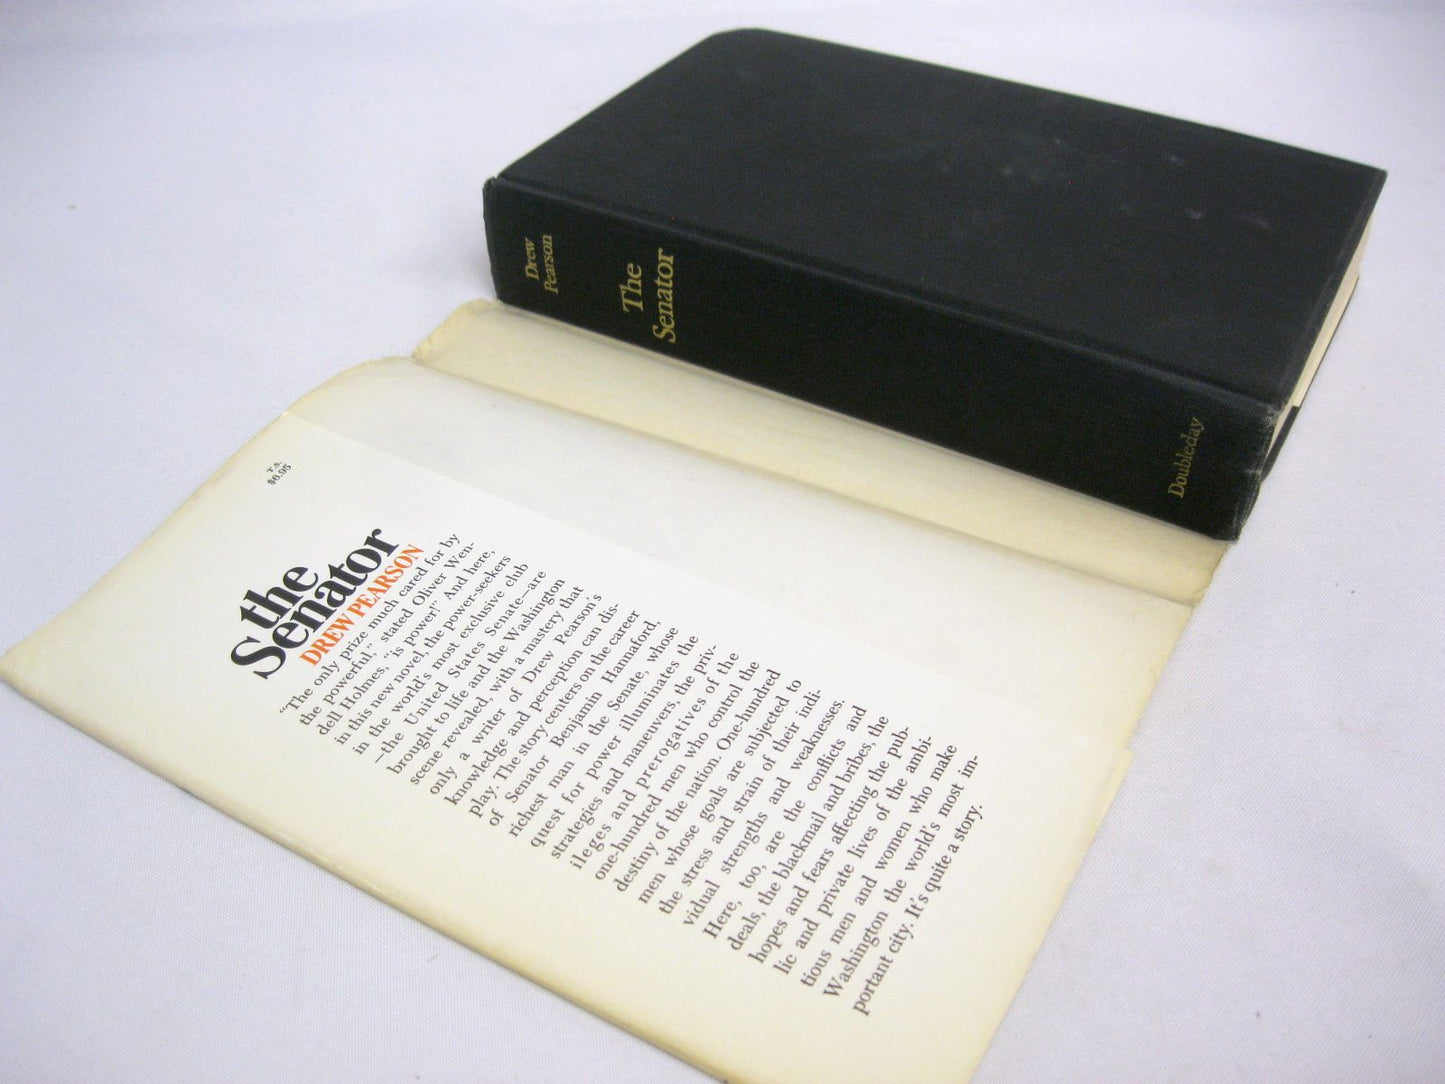 Drew
Pearson
The
Senator
Doubleday
T.S.
$6.95
the
Senator
DREW PEARSON
“The only prize much cared for by
the powerful,” stated Oliver Wen-
dell Holmes, “is power!” And here,
in this new novel, the power-seekers
in the world's most exclusive club
—the United States Senate—are
brought to life and the Washington
scene revealed, with a mastery that
only a writer of Drew Pearson's
knowledge and perception can dis-
play. The story centers on the career
of Senator Benjamin Hannaford,
richest man in the Senate, whose
quest for power illuminates the
strategies and maneuvers, the priv-
ileges and prerogatives of the
one-hundred men who control the
destiny of the nation. One-hundred
men whose goals are subjected to
the stress and strain of their indi-
vidual strengths and weaknesses.
Here, too, are the conflicts and
deals, the blackmail and bribes, the
hopes and fears affecting the pub-
lic and private lives of the ambi-
tious men and women who make
Washington the world's most im-
portant city. It's quite a story.